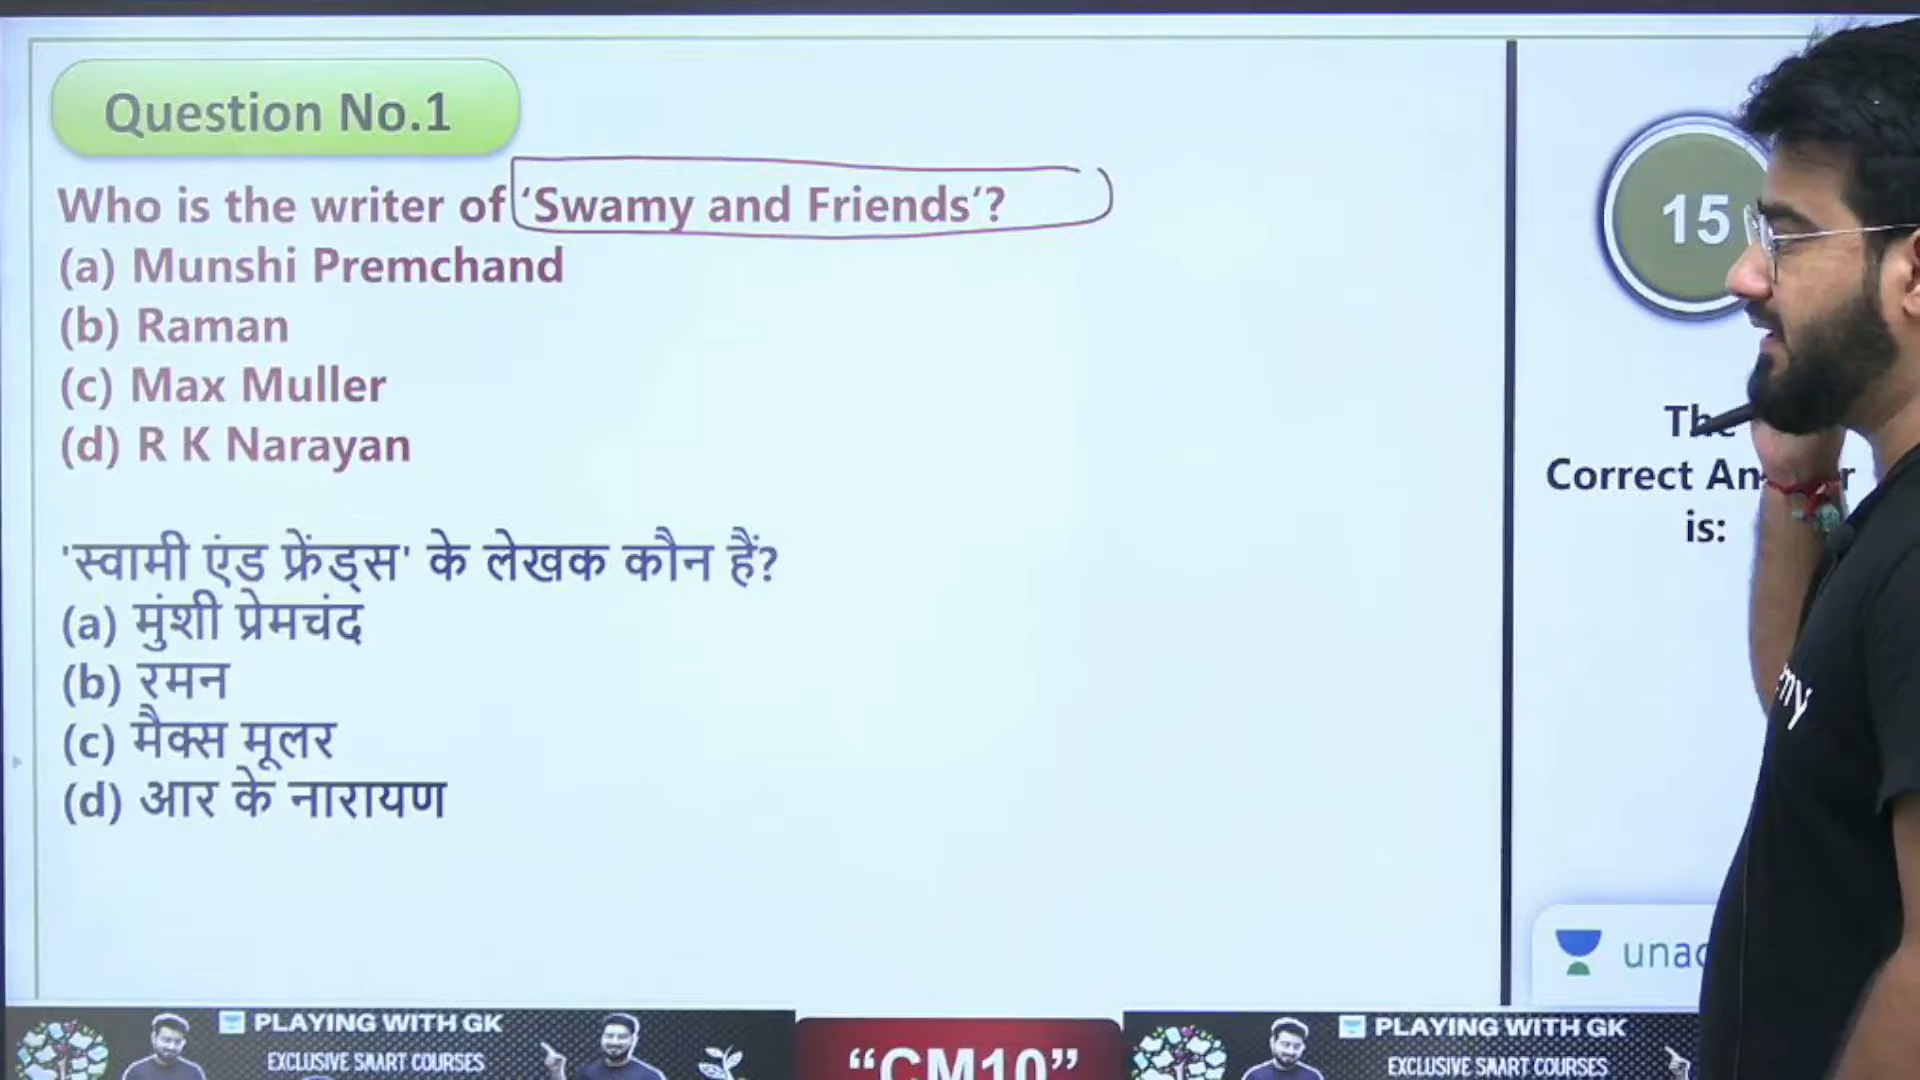 Question No.1
Who is the writer of ‘Swamy and Friends’?
(a) Munshi Premchand
(b) Raman
(c) Max Muller
(d) R K Narayan
'स्वामी एंड फ्रेंड्स' के लेखक कौन हैं?
(a) मुंशी प्रेमचंद
(b) रमन
(c) मैक्स मूलर
(d) आर के नारायण
15
The
Correct
is:
PLAYING WITH GK
EXCLUSIVE SMART COURSES
“CM10”
PLAYING WITH GK
EXCLUSIVE SMART COURSES